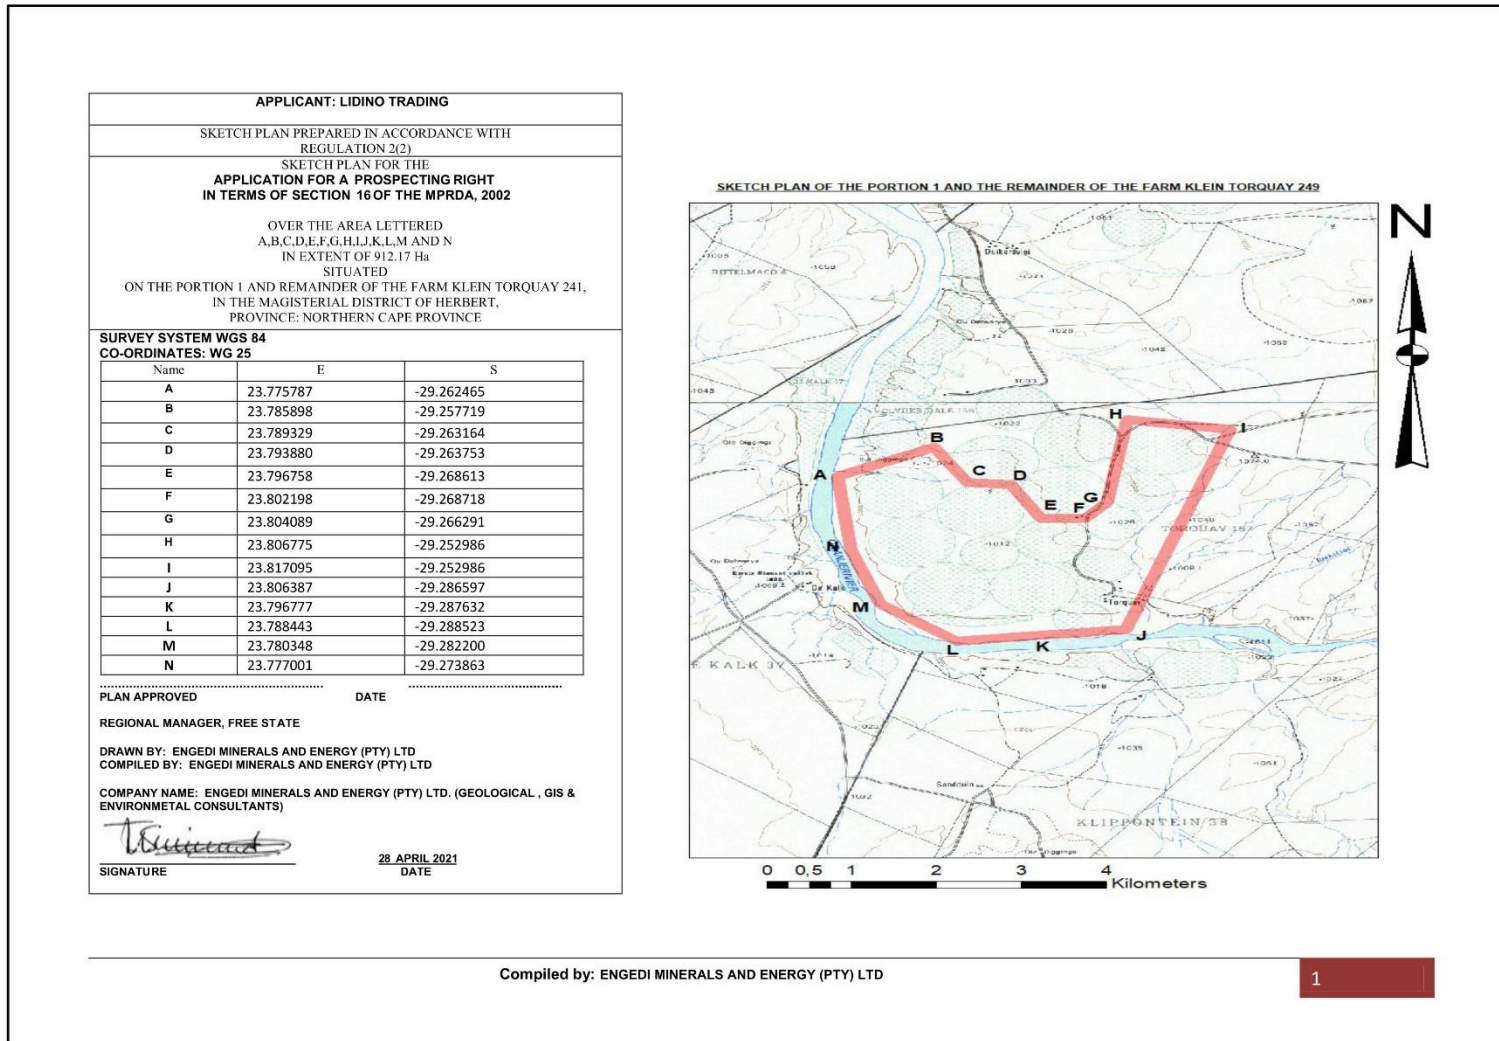 APPLICANT: LIDINO TRADING
SKETCH PLAN PREPARED IN ACCORDANCE WITH
REGULATION 2(2)
SKETCH PLAN FOR THE
APPLICATION FOR A PROSPECTING RIGHT
IN TERMS OF SECTION 16 OF THE MPRDA, 2002
OVER THE AREA LETTERED
A,B,C,D,E,F,G,H,I,J,K,L,M AND N
IN EXTENT OF 912.17 Ha
SITUATED
ON THE PORTION 1 AND REMAINDER OF THE FARM KLEIN TORQUAY 241,
IN THE MAGISTERIAL DISTRICT OF HERBERT,
PROVINCE: NORTHERN CAPE PROVINCE
SURVEY SYSTEM WGS 84
CO-ORDINATES: WG 25
Name E S
A 23.775787 -29.262465
B 23.785898 -29.257719
C 23.789329 -29.263164
D 23.793880 -29.263753
E 23.796758 -29.268613
F 23.802198 -29.268718
G 23.804089 -29.266291
H 23.806775 -29.252986
I 23.817095 -29.252986
J 23.806387 -29.286597
K 23.796777 -29.287632
L 23.788443 -29.288523
M 23.780348 -29.282200
N 23.777001 -29.273863
PLAN APPROVED DATE
REGIONAL MANAGER, FREE STATE
DRAWN BY: ENGEDI MINERALS AND ENERGY (PTY) LTD
COMPILED BY: ENGEDI MINERALS AND ENERGY (PTY) LTD
COMPANY NAME: ENGEDI MINERALS AND ENERGY (PTY) LTD. (GEOLOGICAL , GIS &
ENVIRONMETAL CONSULTANTS)
28 APRIL 2021
SIGNATURE DATE
SKETCH PLAN OF THE PORTION 1 AND THE REMAINDER OF THE FARM KLEIN TORQUAY 249
N
H
I
B
A
C
D
E
G
F
N
M
L
K
J
TORQUAY
Torquay
De Kalk
E KALK 37
Sandouin
KLIPFONTEIN 38
0 0,5 1 2 3 4
Kilometers
Compiled by: ENGEDI MINERALS AND ENERGY (PTY) LTD
1